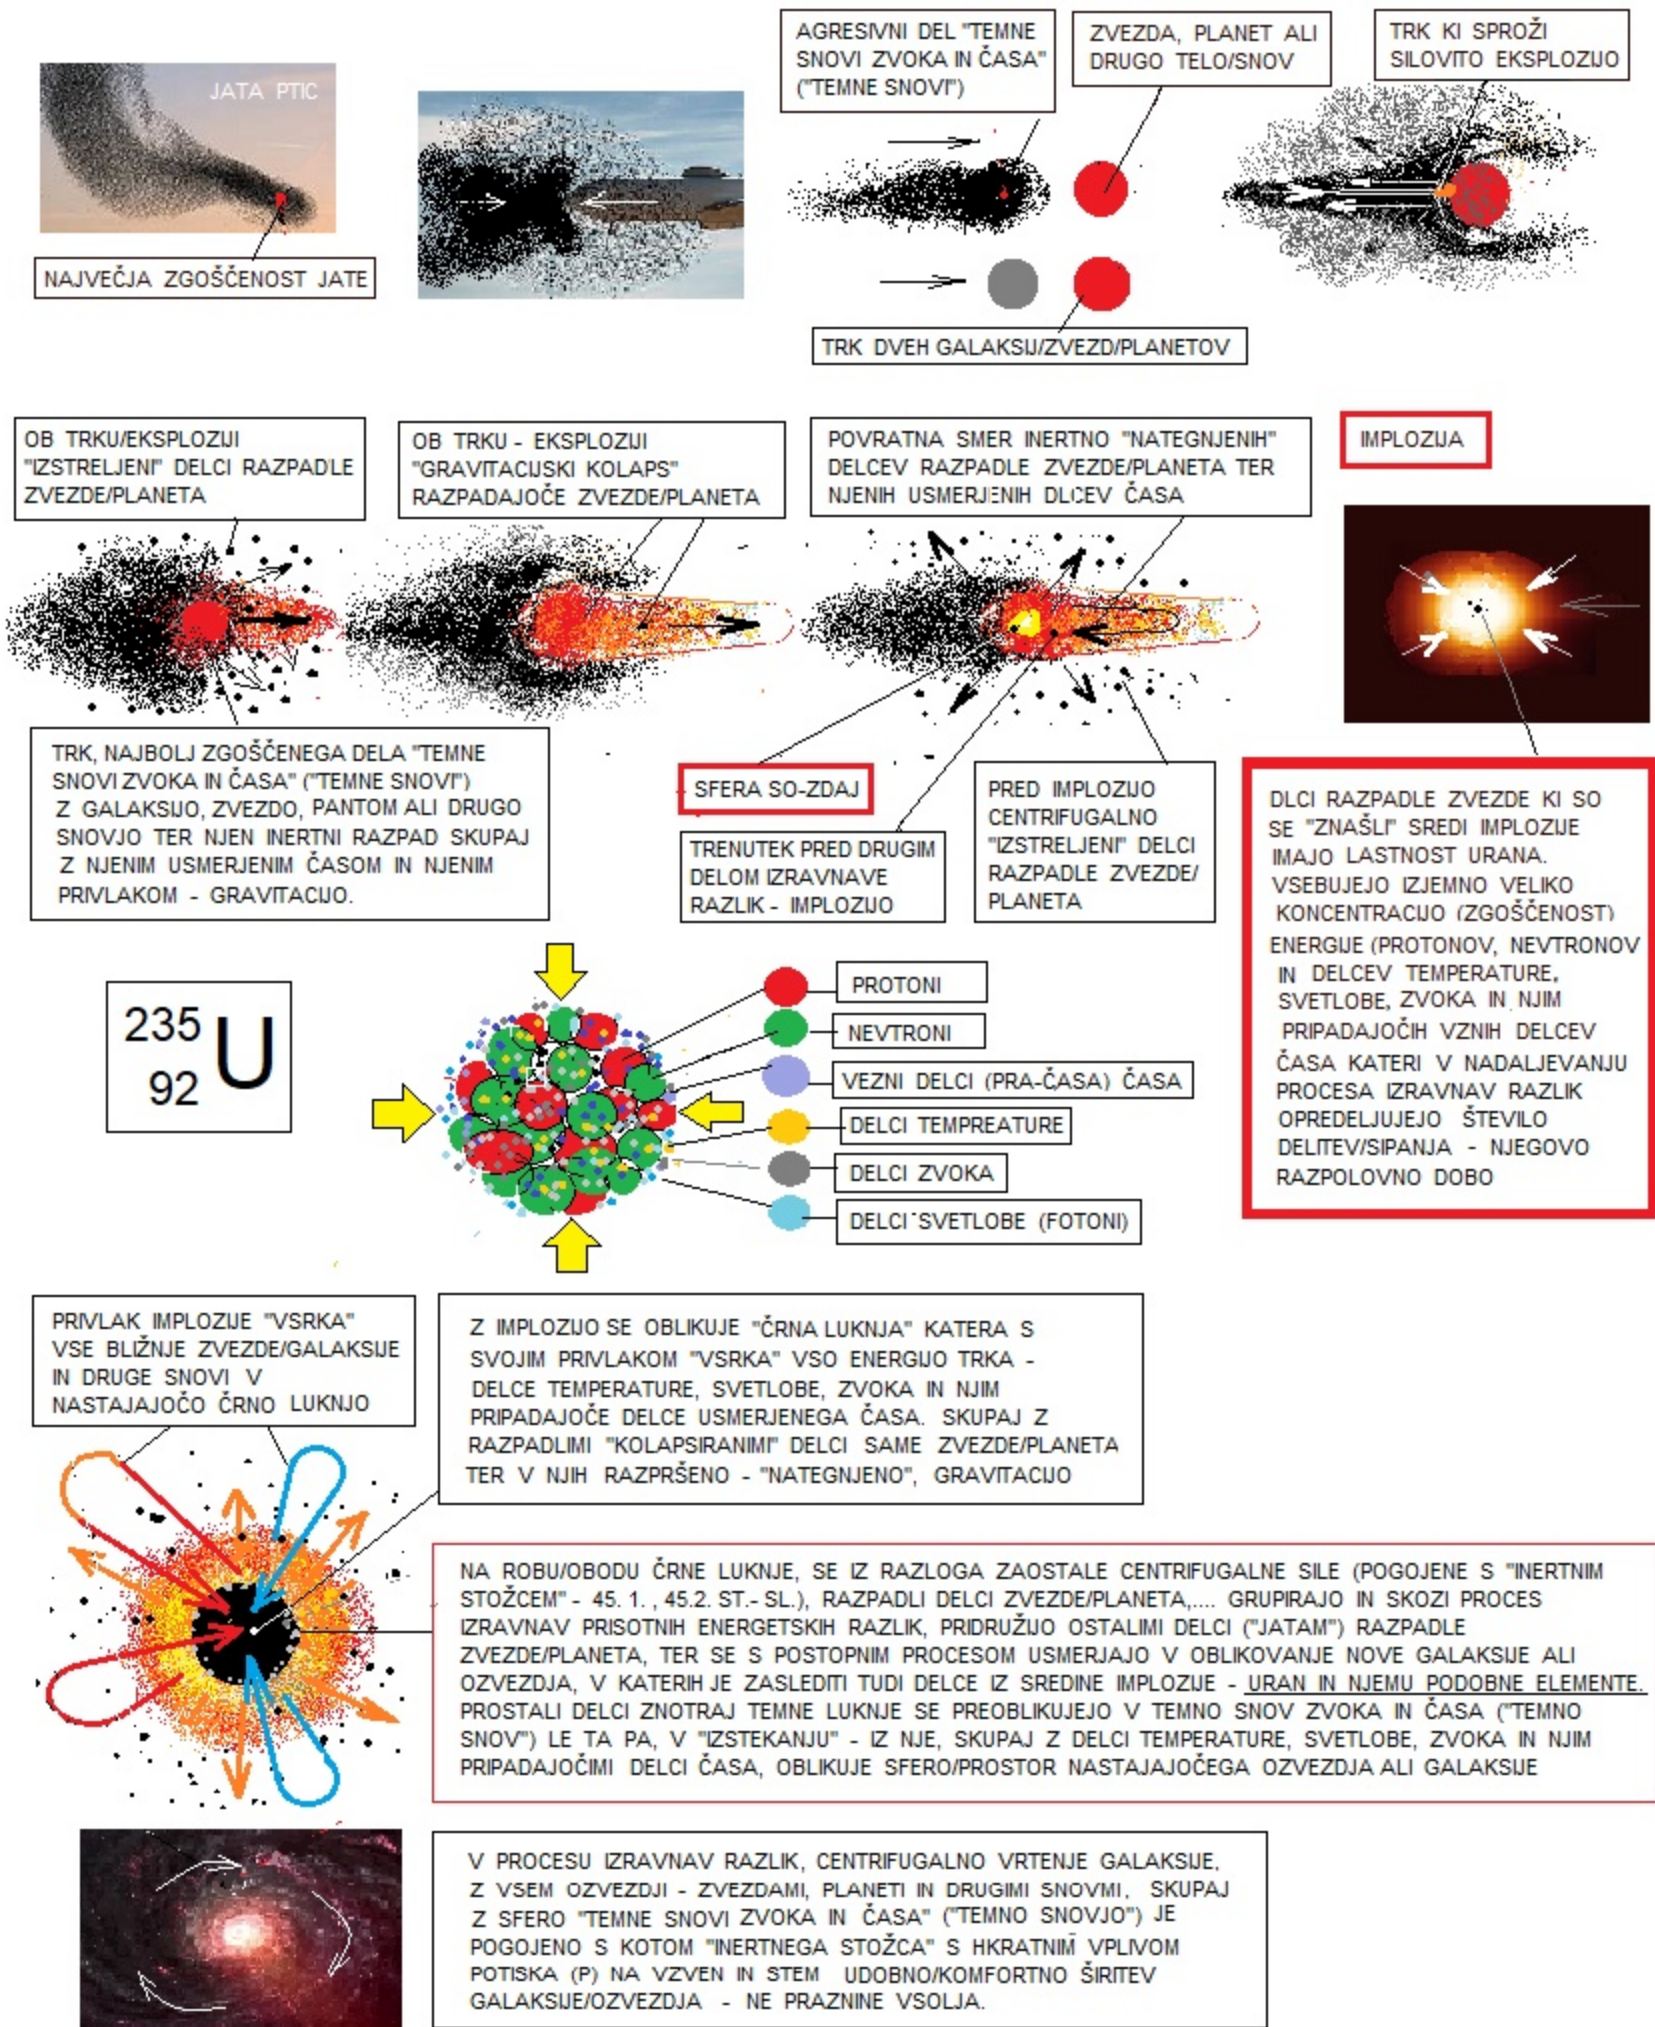 JATA PTIC
NAJVEČJA ZGOŠČENOST JATE
AGRESIVNI DEL "TEMNE
SNOVI ZVOKA IN ČASA"
("TEMNE SNOVI")
ZVEZDA, PLANET ALI
DRUGO TELO/SNOV
TRK KI SPROŽI
SILOVITO EKSPLOZIJO
TRK DVEH GALAKSIJ/ZVEZD/PLANETOV
OB TRKU/EKSPLOZIJI
"IZSTRELJENI" DELCI RAZPADLE
ZVEZDE/PLANETA
OB TRKU - EKSPLOZIJI
"GRAVITACIJSKI KOLAPS"
RAZPADAJOČE ZVEZDE/PLANETA
POVRATNA SMER INERTNO "NATEGNJENIH"
DELCEV RAZPADLE ZVEZDE/PLANETA TER
NJENIH USMERJENIH DLCEV ČASA
IMPLOZIJA
TRK, NAJBOLJ ZGOŠČENEGA DELA "TEMNE
SNOVI ZVOKA IN ČASA" ("TEMNE SNOVI")
Z GALAKSIJO, ZVEZDO, PANTOM ALI DRUGO
SNOVJO TER NJEN INERTNI RAZPAD SKUPAJ
Z NJENIM USMERJENIM ČASOM IN NJENIM
PRIVLAKOM - GRAVITACIJO.
SFERA SO-ZDAJ
TRENUTEK PRED DRUGIM
DELOM IZRAVNAVE
RAZLIK - IMPLOZIJO
PRED IMPLOZIJO
CENTRIFUGALNO
"IZSTRELJENI" DELCI
RAZPADLE ZVEZDE/
PLANETA
DLCI RAZPADLE ZVEZDE KI SO
SE "ZNAŠLI" SREDI IMPLOZIJE
IMAJO LASTNOST URANA.
VSEBUJEJO IZJEMNO VELIKO
KONCENTRACIJO (ZGOŠČENOST)
ENERGIJE (PROTONOV, NEVTRONOV
IN DELCEV TEMPERATURE,
SVETLOBE, ZVOKA IN NJIM
PRIPADAJOČIH VZNIH DELCEV
ČASA KATERI V NADALJEVANJU
PROCESA IZRAVNAV RAZLIK
OPREDELJUJEJO ŠTEVILO
DELITEV/SIPANJA - NJEGOVO
RAZPOLOVNO DOBO
235
92 U
PROTONI
NEVTRONI
VEZNI DELCI (PRA-ČASA) ČASA
DELCI TEMPREATURE
DELCI ZVOKA
DELCI SVETLOBE (FOTONI)
PRIVLAK IMPLOZIJE "VSRKA"
VSE BLIŽNJE ZVEZDE/GALAKSIJE
IN DRUGE SNOVI V
NASTAJAJOČO ČRNO LUKNJO
Z IMPLOZIJO SE OBLIKUJE "ČRNA LUKNJA" KATERA S
SVOJIM PRIVLAKOM "VSRKA" VSO ENERGIJO TRKA -
DELCE TEMPERATURE, SVETLOBE, ZVOKA IN NJIM
PRIPADAJOČE DELCE USMERJENEGA ČASA. SKUPAJ Z
RAZPADLIMI "KOLAPSIRANIMI" DELCI SAME ZVEZDE/PLANETA
TER V NJIH RAZPRŠENO - "NATEGNJENO", GRAVITACIJO
NA ROBU/OBODU ČRNE LUKNJE, SE IZ RAZLOGA ZAOSTALE CENTRIFUGALNE SILE (POGOJENE S "INERTNIM
STOŽCEM" - 45. 1. , 45.2. ST.- SL.), RAZPADLI DELCI ZVEZDE/PLANETA,.... GRUPIRAJO IN SKOZI PROCES
IZRAVNAV PRISOTNIH ENERGETSKIH RAZLIK, PRIDRUŽIJO OSTALIMI DELCI ("JATAM") RAZPADLE
ZVEZDE/PLANETA, TER SE S POSTOPNIM PROCESOM USMERJAJO V OBLIKOVANJE NOVE GALAKSIJE ALI
OZVEZDJA, V KATERIH JE ZASLEDITI TUDI DELCE IZ SREDINE IMPLOZIJE - URAN IN NJEMU PODOBNE ELEMENTE.
PROSTALI DELCI ZNOTRAJ TEMNE LUKNJE SE PREOBLIKUJEJO V TEMNO SNOV ZVOKA IN ČASA ("TEMNO
SNOV") LE TA PA, V "IZSTEKANJU" - IZ NJE, SKUPAJ Z DELCI TEMPERATURE, SVETLOBE, ZVOKA IN NJIM
PRIPADAJOČIMI DELCI ČASA, OBLIKUJE SFERO/PROSTOR NASTAJAJOČEGA OZVEZDJA ALI GALAKSIJE
V PROCESU IZRAVNAV RAZLIK, CENTRIFUGALNO VRTENJE GALAKSIJE,
Z VSEM OZVEZDJI - ZVEZDAMI, PLANETI IN DRUGIMI SNOVMI, SKUPAJ
Z SFERO "TEMNE SNOVI ZVOKA IN ČASA" ("TEMNO SNOVJO") JE
POGOJENO S KOTOM "INERTNEGA STOŽCA" S HKRATNIM VPLIVOM
POTISKA (P) NA VZVEN IN STEM UDOBNO/KOMFORTNO ŠIRITEV
GALAKSIJE/OZVEZDJA - NE PRAZNINE VSOLJA.